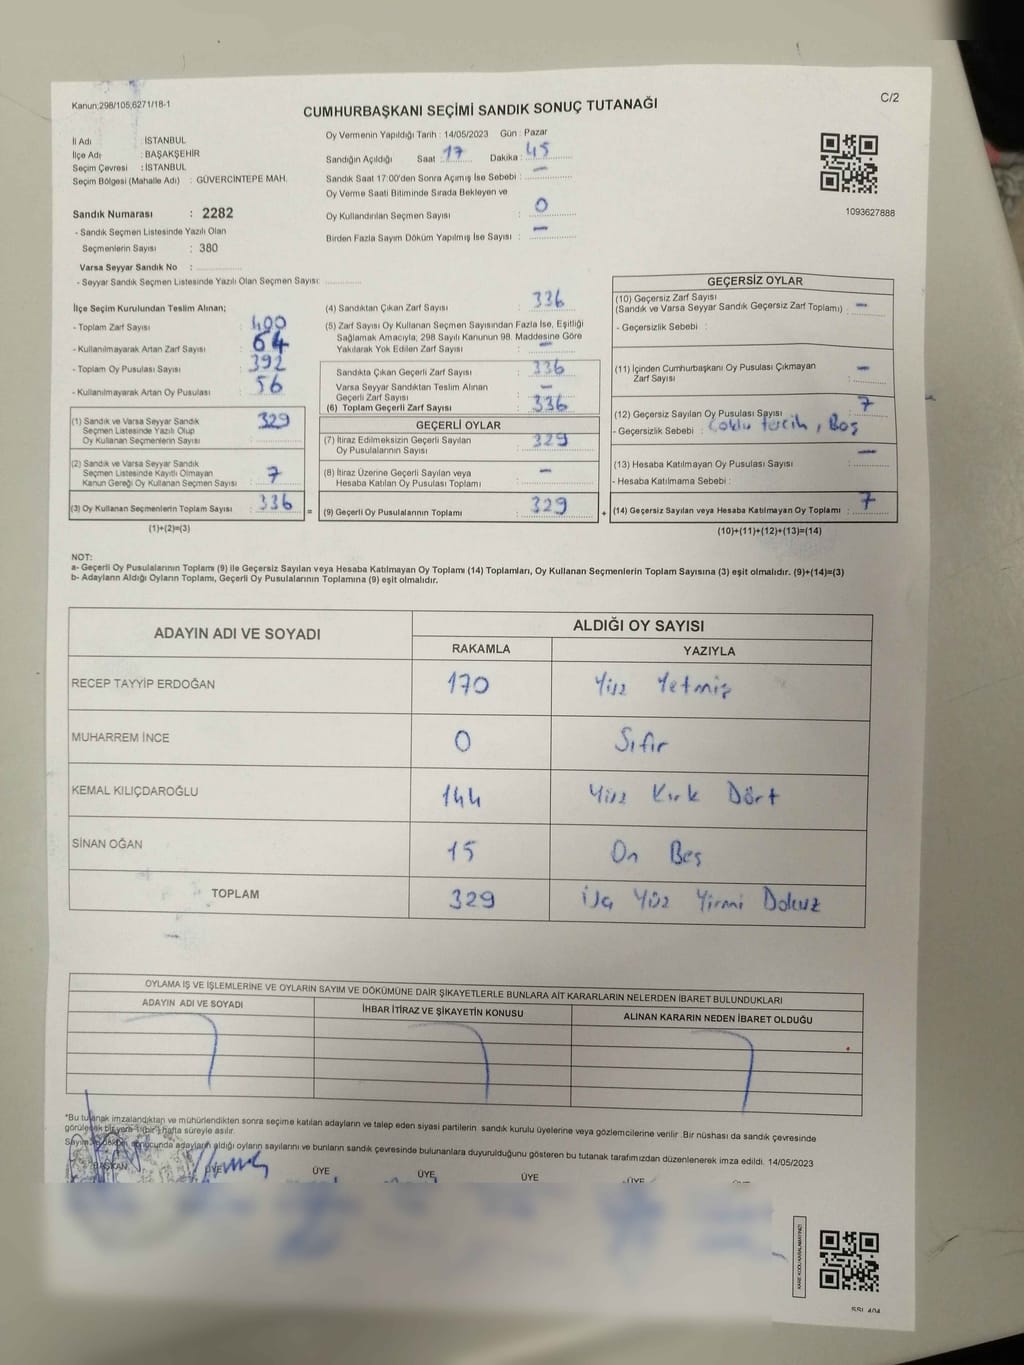 Kanun:298/105,6271/18-1
C/2
CUMHURBAŞKANI SEÇİMİ SANDIK SONUÇ TUTANAĞI
İl Adı : İSTANBUL
İlçe Adı : BAŞAKŞEHİR
Seçim Çevresi : İSTANBUL
Seçim Bölgesi (Mahalle Adı) : GÜVERCİNTEPE MAH.
Sandık Numarası : 2282
- Sandık Seçmen Listesinde Yazılı Olan
Seçmenlerin Sayısı : 380
Varsa Seyyar Sandık No :
- Seyyar Sandık Seçmen Listesinde Yazılı Olan Seçmen Sayısı:
Oy Vermenin Yapıldığı Tarih : 14/05/2023 Gün : Pazar
Sandığın Açıldığı Saat : 17 Dakika : 45
Sandık Saat 17:00'den Sonra Açımış İse Sebebi : —
Oy Verme Saati Bitiminde Sırada Bekleyen ve
Oy Kullandırılan Seçmen Sayısı : 0
Birden Fazla Sayım Döküm Yapılmış İse Sayısı : —
1093627888
İlçe Seçim Kurulundan Teslim Alınan;
- Toplam Zarf Sayısı : 400
- Kullanılmayarak Artan Zarf Sayısı : 64
- Toplam Oy Pusulası Sayısı : 392
- Kullanılmayarak Artan Oy Pusulası : 56
(1) Sandık ve Varsa Seyyar Sandık
Seçmen Listesinde Yazılı Olup
Oy Kullanan Seçmenlerin Sayısı : 329
(2) Sandık ve Varsa Seyyar Sandık
Seçmen Listesinde Kayıtlı Olmayan
Kanun Gereği Oy Kullanan Seçmen Sayısı : 7
(3) Oy Kullanan Seçmenlerin Toplam Sayısı : 336
(1)+(2)=(3)
(4) Sandıktan Çıkan Zarf Sayısı : 336
(5) Zarf Sayısı Oy Kullanan Seçmen Sayısından Fazla İse, Eşitliği
Sağlamak Amacıyla; 298 Sayılı Kanunun 98. Maddesine Göre
Yakılarak Yok Edilen Zarf Sayısı : —
Sandıkta Çıkan Geçerli Zarf Sayısı : 336
Varsa Seyyar Sandıktan Teslim Alınan
Geçerli Zarf Sayısı : —
(6) Toplam Geçerli Zarf Sayısı : 336
GEÇERLİ OYLAR
(7) İtiraz Edilmeksizin Geçerli Sayılan
Oy Pusulalarının Sayısı : 329
(8) İtiraz Üzerine Geçerli Sayılan veya
Hesaba Katılan Oy Pusulası Toplamı : —
(9) Geçerli Oy Pusulalarının Toplamı : 329
GEÇERSİZ OYLAR
(10) Geçersiz Zarf Sayısı
(Sandık ve Varsa Seyyar Sandık Geçersiz Zarf Toplamı) : —
- Geçersizlik Sebebi :
(11) İçinden Cumhurbaşkanı Oy Pusulası Çıkmayan
Zarf Sayısı : —
(12) Geçersiz Sayılan Oy Pusulası Sayısı : 7
- Geçersizlik Sebebi : Çoklu tercih, Boş
(13) Hesaba Katılmayan Oy Pusulası Sayısı : —
- Hesaba Katılmama Sebebi :
(14) Geçersiz Sayılan veya Hesaba Katılmayan Oy Toplamı : 7
(10)+(11)+(12)+(13)=(14)
NOT:
a- Geçerli Oy Pusulalarının Toplamı (9) ile Geçersiz Sayılan veya Hesaba Katılmayan Oy Toplamı (14) Toplamları, Oy Kullanan Seçmenlerin Toplam Sayısına (3) eşit olmalıdır. (9)+(14)=(3)
b- Adayların Aldığı Oyların Toplamı, Geçerli Oy Pusulalarının Toplamına (9) eşit olmalıdır.
ADAYIN ADI VE SOYADI
ALDIĞI OY SAYISI
RAKAMLA YAZIYLA
RECEP TAYYİP ERDOĞAN 170 Yüz Yetmiş
MUHARREM İNCE 0 Sıfır
KEMAL KILIÇDAROĞLU 144 Yüz Kırk Dört
SİNAN OĞAN 15 On Beş
TOPLAM 329 Üç Yüz Yirmi Dokuz
OYLAMA İŞ VE İŞLEMLERİNE VE OYLARIN SAYIM VE DÖKÜMÜNE DAİR ŞİKAYETLERLE BUNLARA AİT KARARLARIN NELERDEN İBARET BULUNDUKLARI
ADAYIN ADI VE SOYADI İHBAR İTİRAZ VE ŞİKAYETİN KONUSU ALINAN KARARIN NEDEN İBARET OLDUĞU
*Bu tutanak imzalandıktan ve mühürlendikten sonra seçime katılan adayların ve talep eden siyasi partilerin sandık kurulu üyelerine veya gözlemcilerine verilir. Bir nüshası da sandık çevresinde
görülecek bir yere 1(bir) hafta süreyle asılır.
Sayım döküm sonucunda adayların aldığı oyların sayılarını ve bunların sandık çevresinde bulunanlara duyurulduğunu gösteren bu tutanak tarafımızdan düzenlenerek imza edildi. 14/05/2023
BAŞKAN ÜYE ÜYE ÜYE ÜYE ÜYE